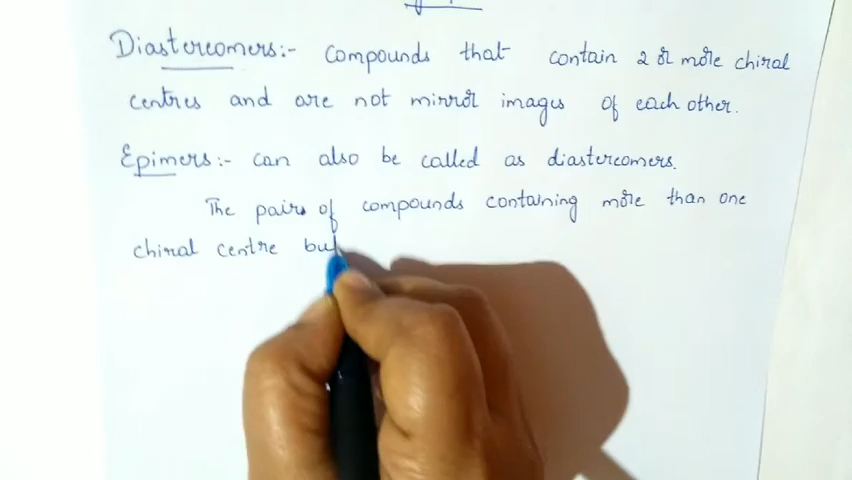 Diastereomers:- Compounds that contain 2 or more chiral
centres and are not mirror images of each other.
Epimers:- can also be called as diastereomers.
The pairs of compounds containing more than one
chiral centre but